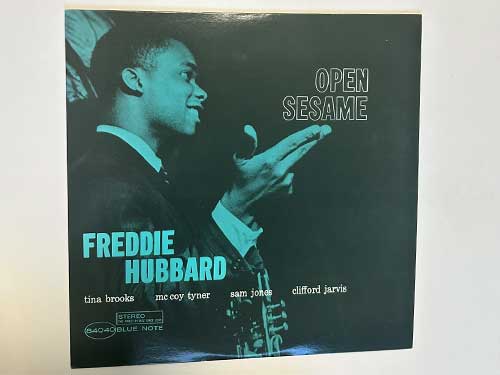 OPEN
SESAME
FREDDIE
HUBBARD
tina brooks mc coy tyner sam jones clifford jarvis
STEREO
84040 BLUE NOTE